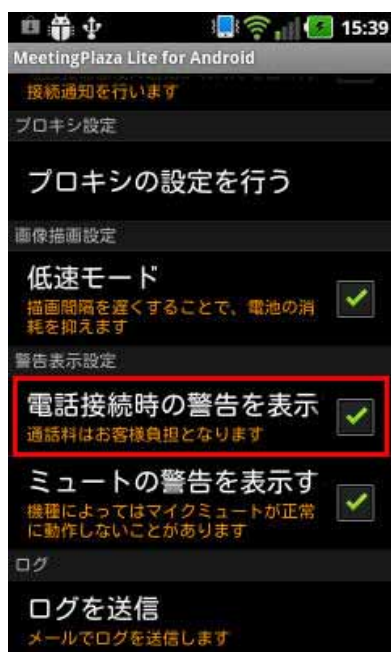 15:39
MeetingPlaza Lite for Android
接続通知を行います
プロキシ設定
プロキシの設定を行う
画像描画設定
低速モード
描画間隔を遅くすることで、電池の消
耗を抑えます
警告表示設定
電話接続時の警告を表示
通話料はお客様負担となります
ミュートの警告を表示す
機種によってはマイクミュートが正常
に動作しないことがあります
ログ
ログを送信
メールでログを送信します